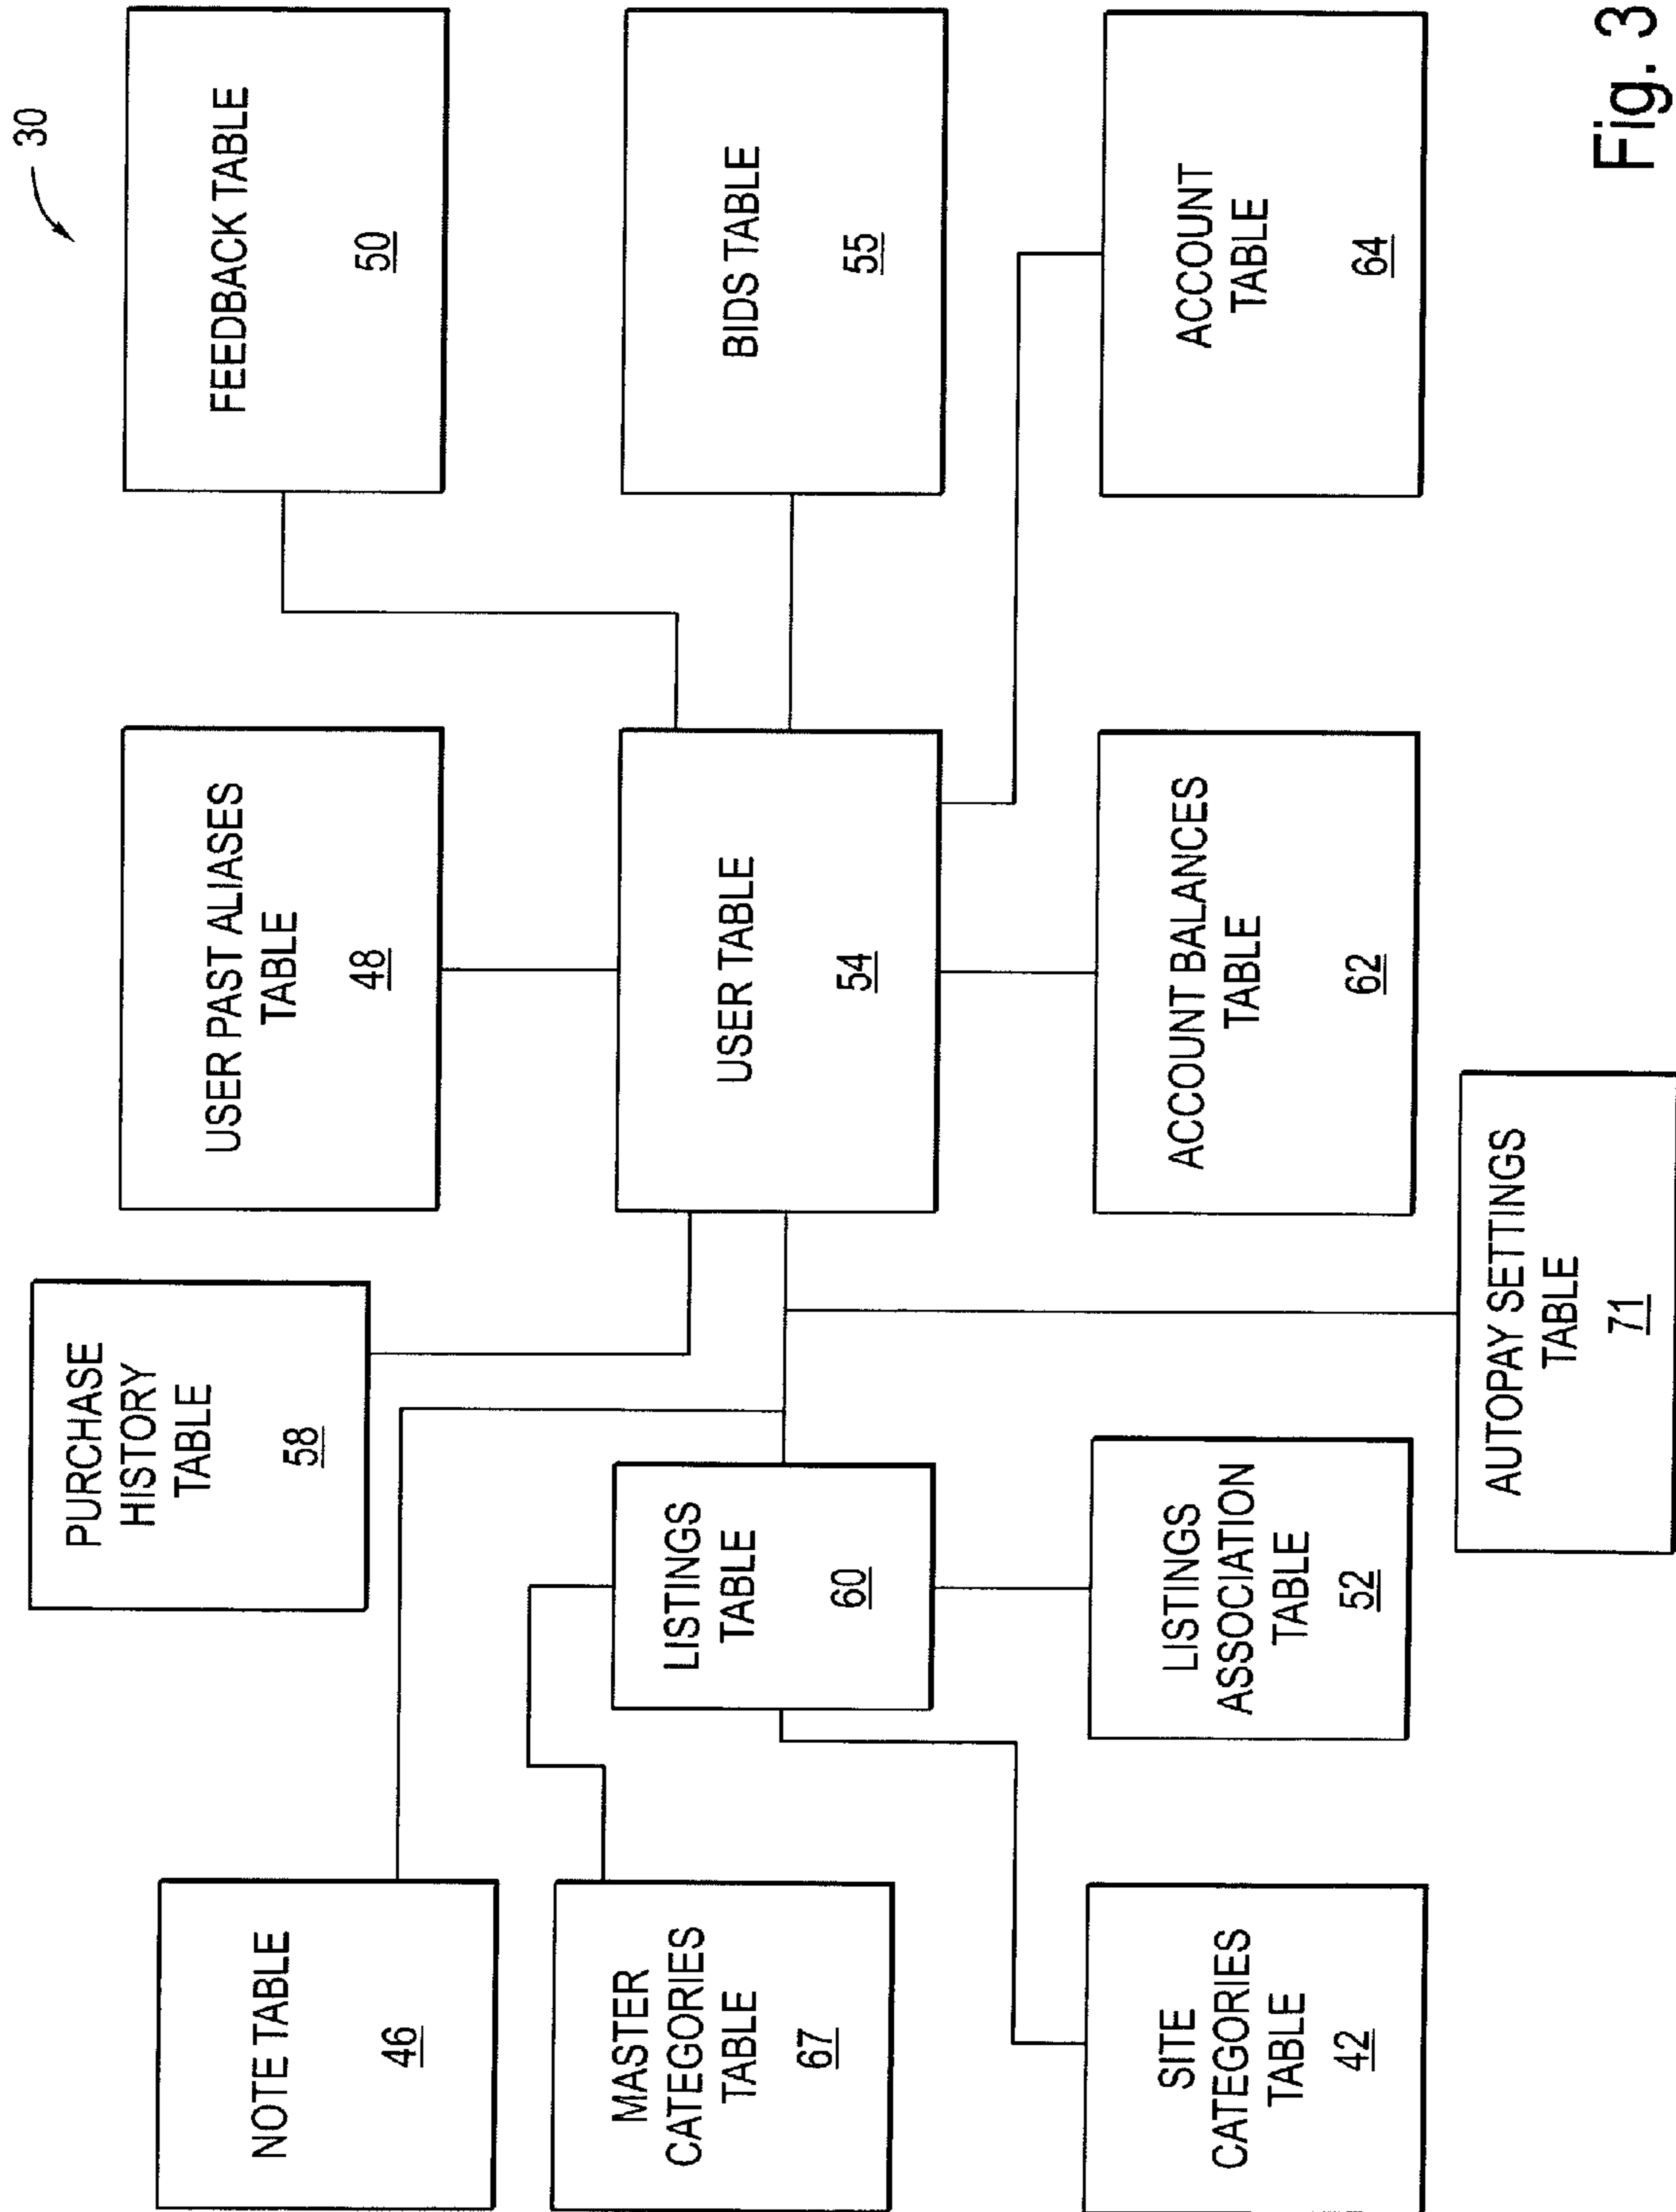 30
NOTE TABLE
46
PURCHASE
HISTORY
TABLE
58
USER PAST ALIASES
TABLE
48
FEEDBACK TABLE
50
MASTER
CATEGORIES
TABLE
67
LISTINGS
TABLE
60
USER TABLE
54
BIDS TABLE
55
SITE
CATEGORIES
TABLE
42
LISTINGS
ASSOCIATION
TABLE
52
ACCOUNT BALANCES
TABLE
62
ACCOUNT
TABLE
64
AUTOPAY SETTINGS
TABLE
71
Fig. 3